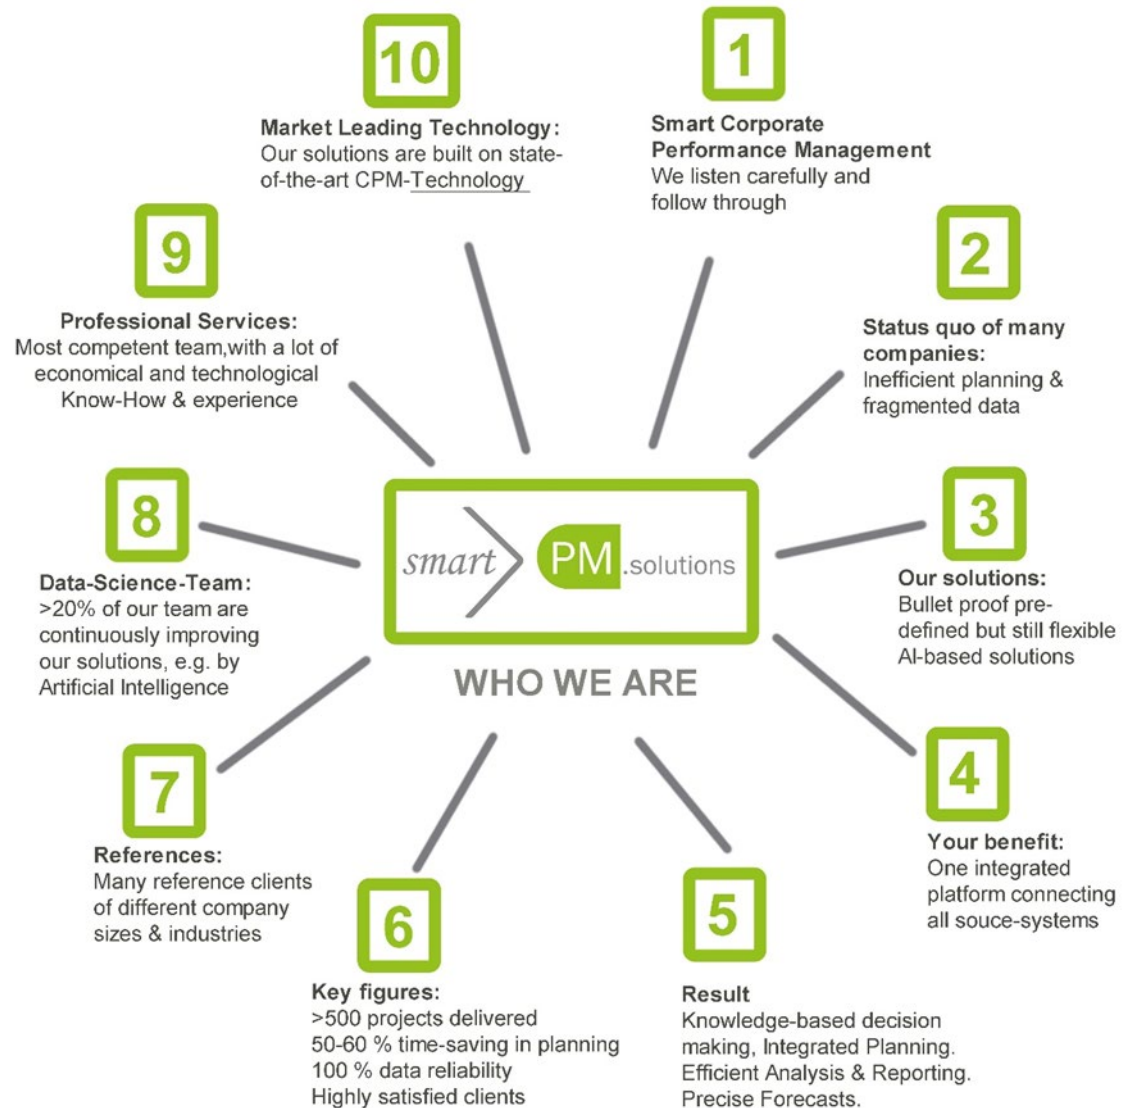 1
Smart Corporate
Performance Management
We listen carefully and
follow through
2
Status quo of many
companies:
Inefficient planning &
fragmented data
3
Our solutions:
Bullet proof pre-
defined but still flexible
AI-based solutions
4
Your benefit:
One integrated
platform connecting
all souce-systems
5
Result
Knowledge-based decision
making, Integrated Planning.
Efficient Analysis & Reporting.
Precise Forecasts.
6
Key figures:
>500 projects delivered
50-60 % time-saving in planning
100 % data reliability
Highly satisfied clients
7
References:
Many reference clients
of different company
sizes & industries
8
Data-Science-Team:
>20% of our team are
continuously improving
our solutions, e.g. by
Artificial Intelligence
9
Professional Services:
Most competent team,with a lot of
economical and technological
Know-How & experience
10
Market Leading Technology:
Our solutions are built on state-
of-the-art CPM-Technology
smart PM.solutions
WHO WE ARE